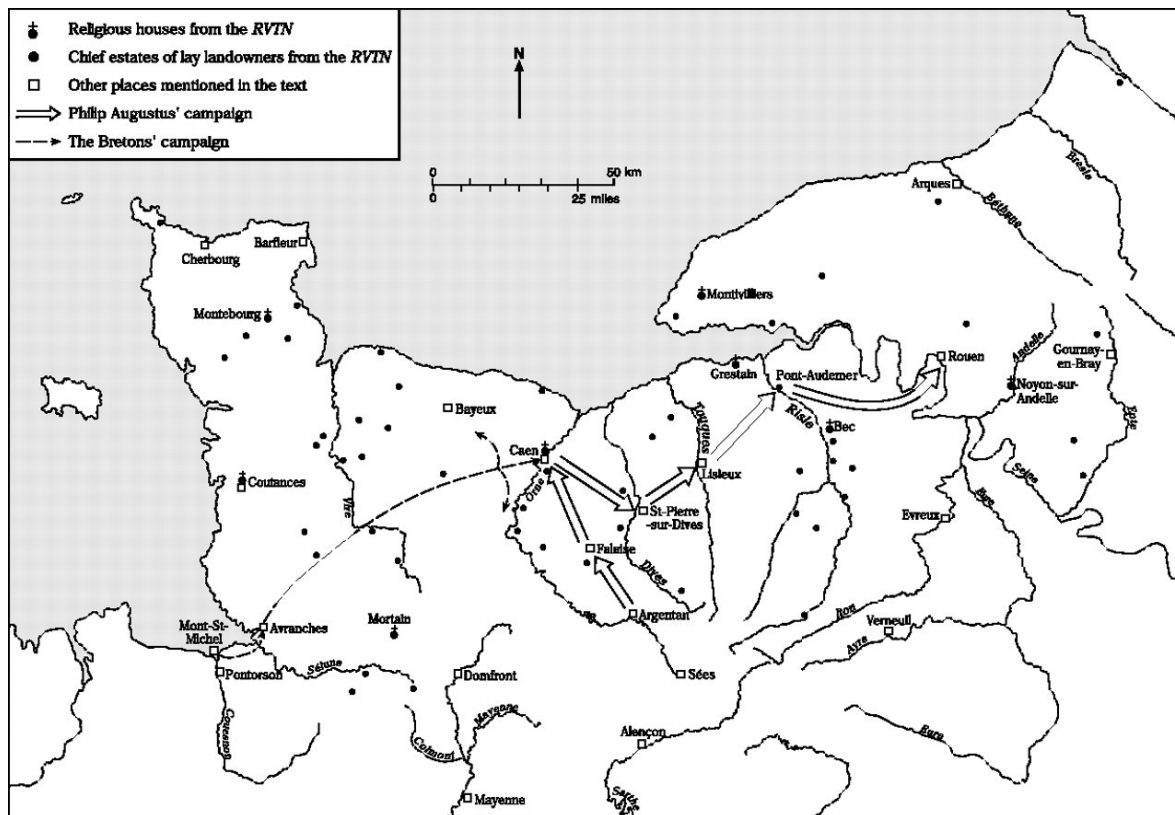 Religious houses from the RVTN
Chief estates of lay landowners from the RVTN
Other places mentioned in the text
Philip Augustus' campaign
The Bretons' campaign
N
0 50 km
0 25
miles
Arques
Béthune
Bresle
Cherbourg
Barfleur
Montebourg
Montivilliers
Rouen
Andelle
Gournay-
en-Bray
Grestain
Pont-Audemer
Noyon-sur-
Andelle
Epte
Bayeux
Touques
Risle
Bec
Caen
Orne
Lisieux
Seine
Coutances
Vire
St-Pierre
-sur-Dives
Evreux
Eure
Falaise
Dives
Argentan
Mont-St-
Michel
Avranches
Mortain
Verneuil
Avre
Pontorson
Sélune
Domfront
Sées
Couesnon
Colmont
Mayenne
Alençon
Eure
Mayenne
Sarthe